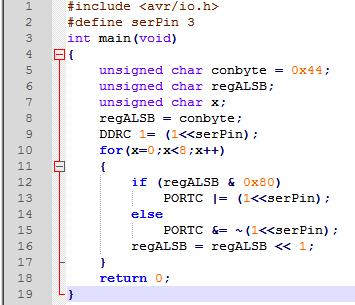 1 #include <avr/io.h>
2 #define serPin 3
3 int main(void)
4 {
5 unsigned char conbyte = 0x44;
6 unsigned char regALSB;
7 unsigned char x;
8 regALSB = conbyte;
9 DDRC 1= (1<<serPin);
10 for(x=0;x<8;x++)
11 {
12 if (regALSB & 0x80)
13 PORTC |= (1<<serPin);
14 else
15 PORTC &= ~(1<<serPin);
16 regALSB = regALSB << 1;
17 }
18 return 0;
19 }